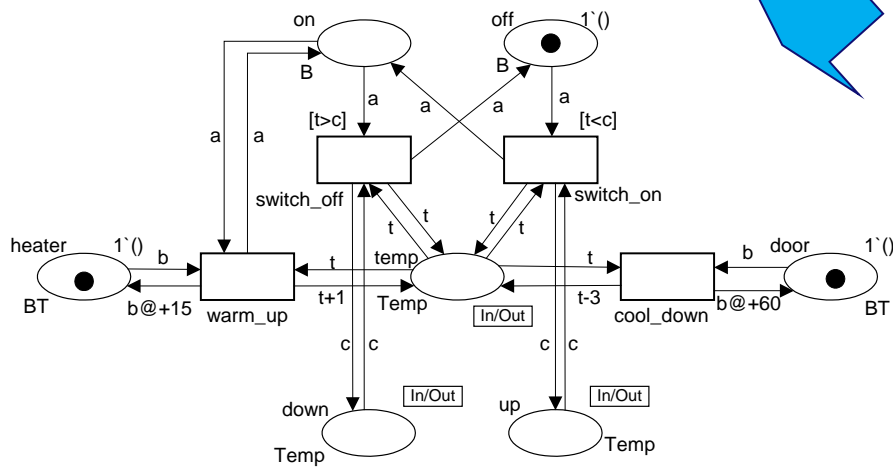 on
off
1`()
B
B
a
a
a
a
a
a
[t>c]
[t<c]
switch_off
switch_on
t
t
t
t
heater
1`()
b
t
temp
t
b
door
1`()
BT
b@+15
warm_up
t+1
Temp
In/Out
t-3
cool_down
b@+60
BT
c
c
c
c
down
In/Out
up
In/Out
Temp
Temp